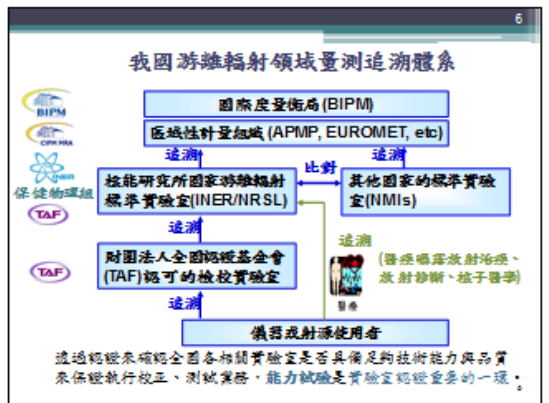 6
我國游離輻射領域量測追溯體系
BIPM
國際度量衡局(BIPM)
CIPM MRA
區域性計量組織 (APMP, EUROMET, etc)
追溯
追溯
INER
比對
保健物理組
核能研究所國家游離輻射
標準實驗室(INER/NRSL)
其他國家的標準實驗
室(NMIs)
TAF
追溯
追溯
(醫療曝露放射治療、
放射診斷、核子醫學)
TAF
財團法人全國認證基金會
(TAF)認可的檢校實驗室
醫療
追溯
儀器或射源使用者
透過認證來確認全國各相關實驗室是否具備足夠技術能力與品質
來保證執行校正、測試業務，能力試驗是實驗室認證重要的一環。